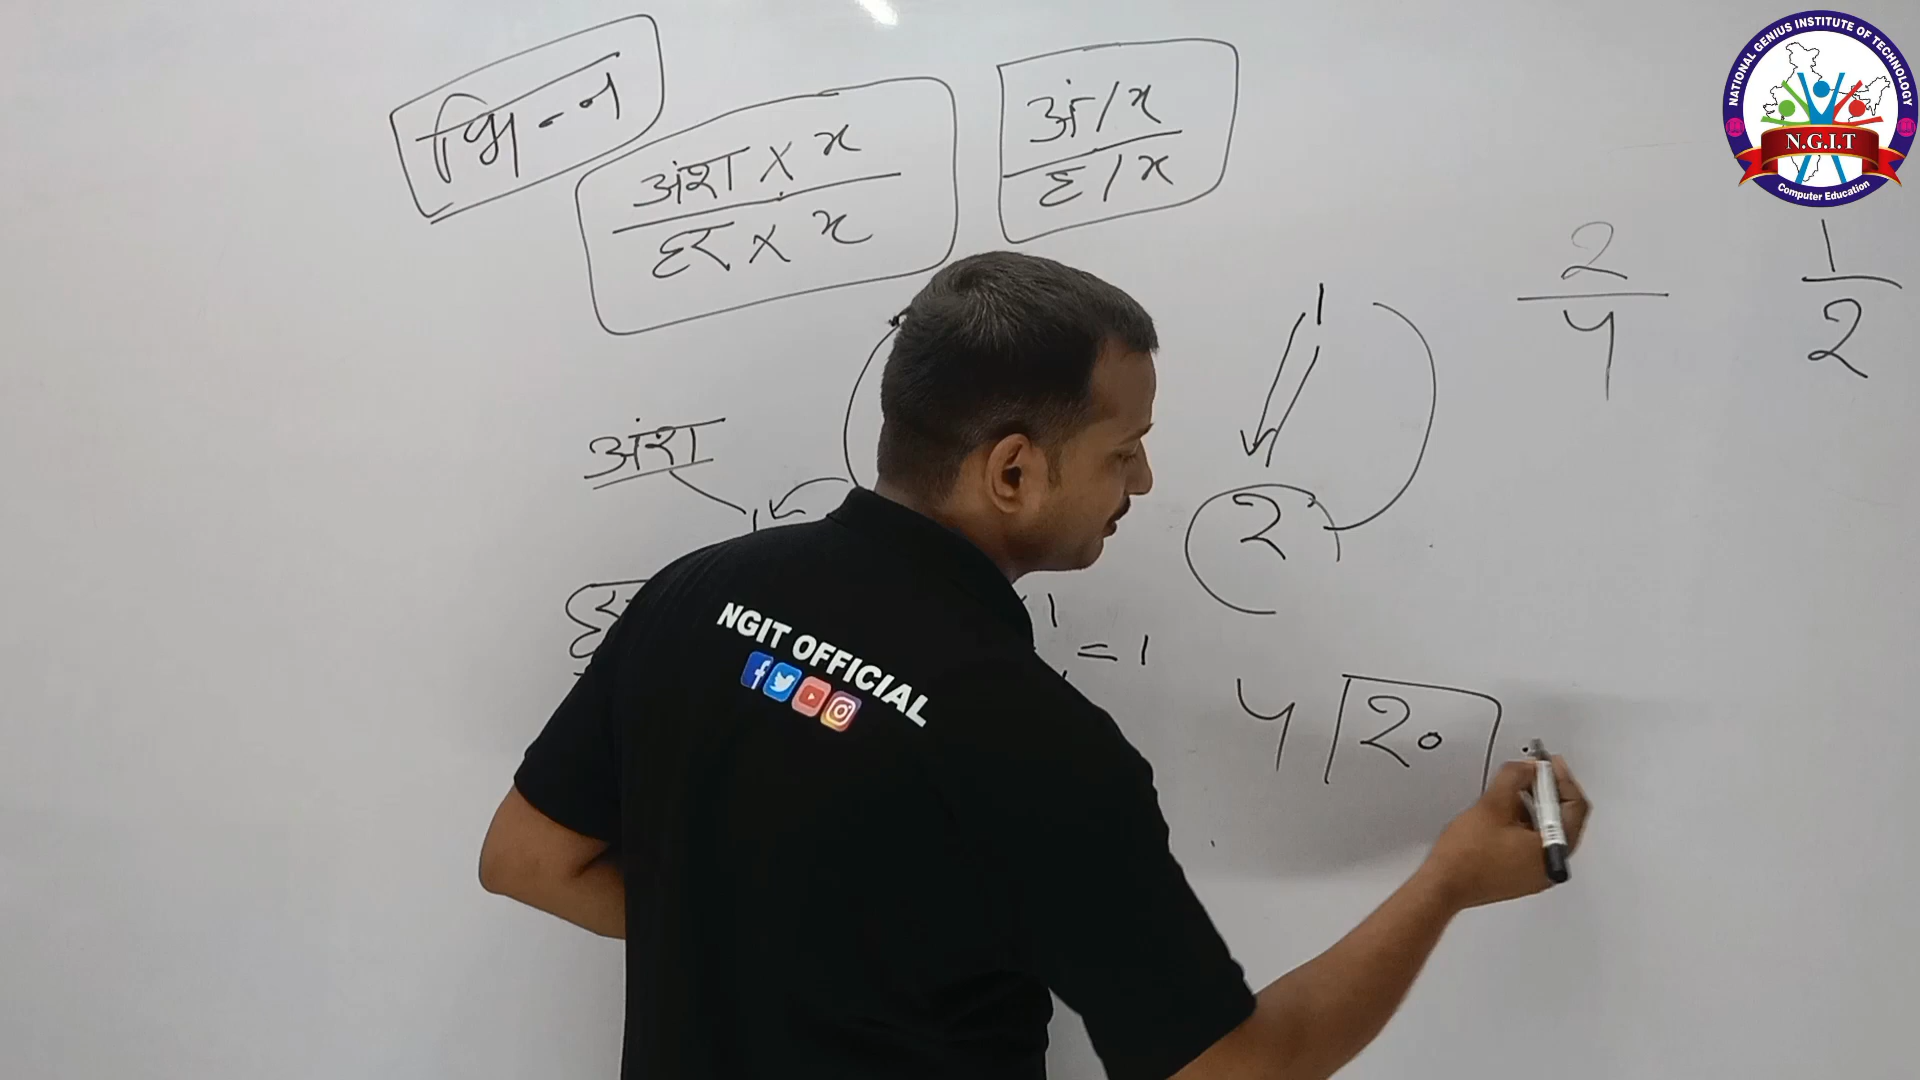 भिन्न
अंश × x
हर × x
अं / x
ह / x
NATIONAL GENIUS INSTITUTE OF TECHNOLOGY
N.G.I.T
Computer Education
2
4
1
2
1
अंश
2
1
= 1
4 20
NGIT OFFICIAL